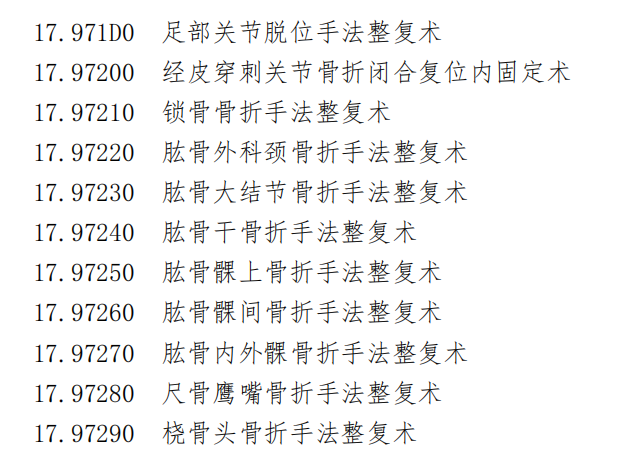 17.971D0 足部关节脱位手法整复术
17.97200 经皮穿刺关节骨折闭合复位内固定术
17.97210 锁骨骨折手法整复术
17.97220 肱骨外科颈骨折手法整复术
17.97230 肱骨大结节骨折手法整复术
17.97240 肱骨干骨折手法整复术
17.97250 肱骨髁上骨折手法整复术
17.97260 肱骨髁间骨折手法整复术
17.97270 肱骨内外髁骨折手法整复术
17.97280 尺骨鹰嘴骨折手法整复术
17.97290 桡骨头骨折手法整复术